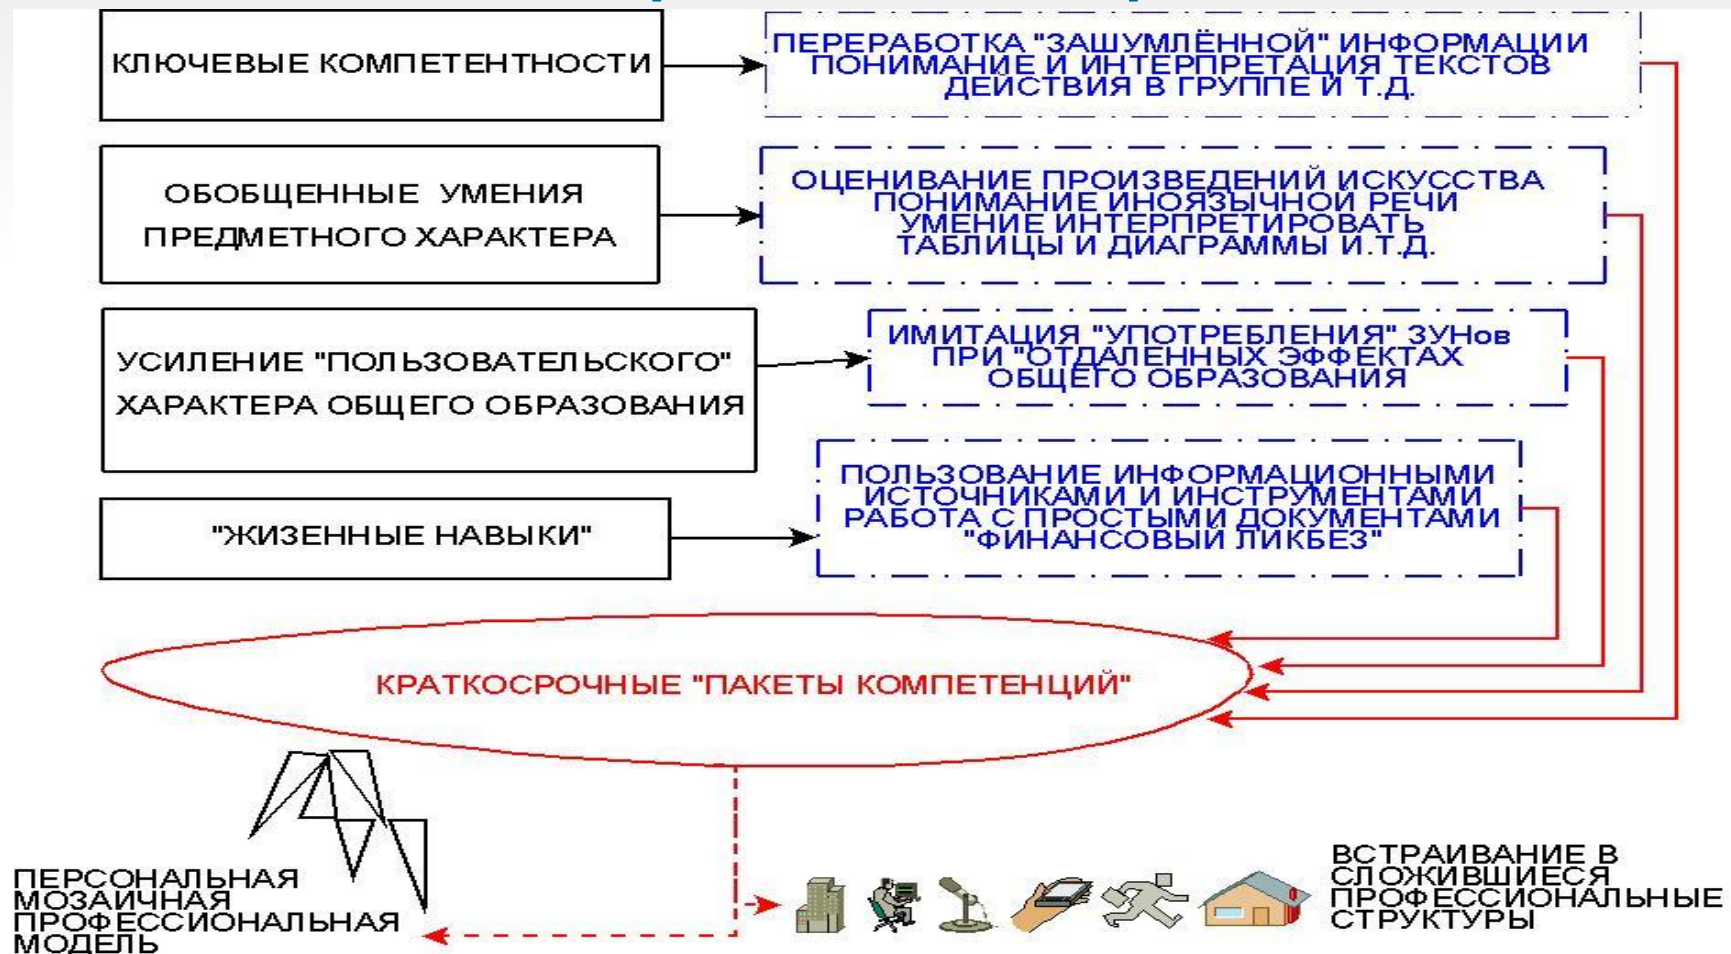 КЛЮЧЕВЫЕ КОМПЕТЕНТНОСТИ
ПЕРЕРАБОТКА "ЗАШУМЛЁННОЙ" ИНФОРМАЦИИ
ПОНИМАНИЕ И ИНТЕРПРЕТАЦИЯ ТЕКСТОВ
ДЕЙСТВИЯ В ГРУППЕ И Т.Д.
ОБОБЩЕННЫЕ УМЕНИЯ
ПРЕДМЕТНОГО ХАРАКТЕРА
ОЦЕНИВАНИЕ ПРОИЗВЕДЕНИЙ ИСКУССТВА
ПОНИМАНИЕ ИНОЯЗЫЧНОЙ РЕЧИ
УМЕНИЕ ИНТЕРПРЕТИРОВАТЬ
ТАБЛИЦЫ И ДИАГРАММЫ И.Т.Д.
УСИЛЕНИЕ "ПОЛЬЗОВАТЕЛЬСКОГО"
ХАРАКТЕРА ОБЩЕГО ОБРАЗОВАНИЯ
ИМИТАЦИЯ "УПОТРЕБЛЕНИЯ" ЗУНов
ПРИ "ОТДАЛЕННЫХ ЭФФЕКТАХ
ОБЩЕГО ОБРАЗОВАНИЯ
"ЖИЗЕННЫЕ НАВЫКИ"
ПОЛЬЗОВАНИЕ ИНФОРМАЦИОННЫМИ
ИСТОЧНИКАМИ И ИНСТРУМЕНТАМИ
РАБОТА С ПРОСТЫМИ ДОКУМЕНТАМИ
"ФИНАНСОВЫЙ ЛИКБЕЗ"
КРАТКОСРОЧНЫЕ "ПАКЕТЫ КОМПЕТЕНЦИЙ"
ПЕРСОНАЛЬНАЯ
МОЗАИЧНАЯ
ПРОФЕССИОНАЛЬНАЯ
МОДЕЛЬ
ВСТРАИВАНИЕ В
СЛОЖИВШИЕСЯ
ПРОФЕССИОНАЛЬНЫЕ
СТРУКТУРЫ